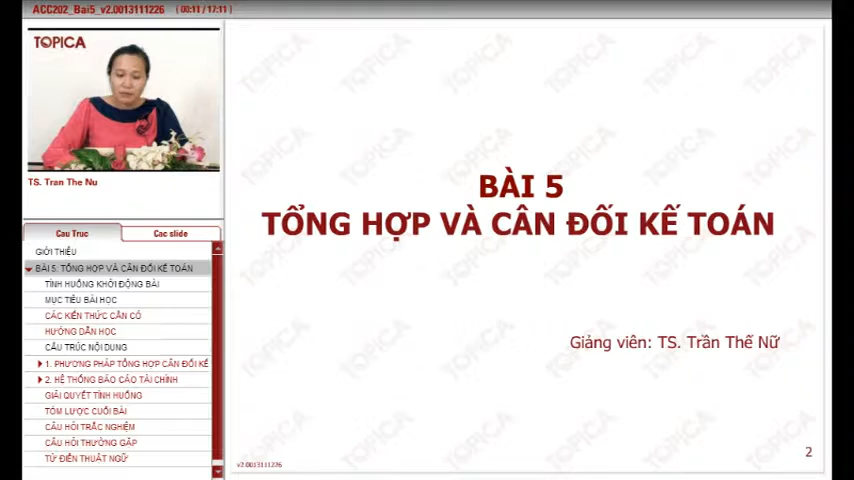 ACC202_Bai5_v2.0013111226 ( 00:11 / 17:11 )
TOPICA
TS. Tran The Nu
Cau Truc
Cac slide
GIỚI THIỆU
BÀI 5: TỔNG HỢP VÀ CÂN ĐỐI KẾ TOÁN
TÌNH HUỐNG KHỞI ĐỘNG BÀI
MỤC TIÊU BÀI HỌC
CÁC KIẾN THỨC CẦN CÓ
HƯỚNG DẪN HỌC
CẤU TRÚC NỘI DUNG
1. PHƯƠNG PHÁP TỔNG HỢP CÂN ĐỐI KẾ
2. HỆ THỐNG BÁO CÁO TÀI CHÍNH
GIẢI QUYẾT TÌNH HUỐNG
TÓM LƯỢC CUỐI BÀI
CÂU HỎI TRẮC NGHIỆM
CÂU HỎI THƯỜNG GẶP
TỪ ĐIỂN THUẬT NGỮ
BÀI 5
TỔNG HỢP VÀ CÂN ĐỐI KẾ TOÁN
Giảng viên: TS. Trần Thế Nữ
v2.0013111226
2